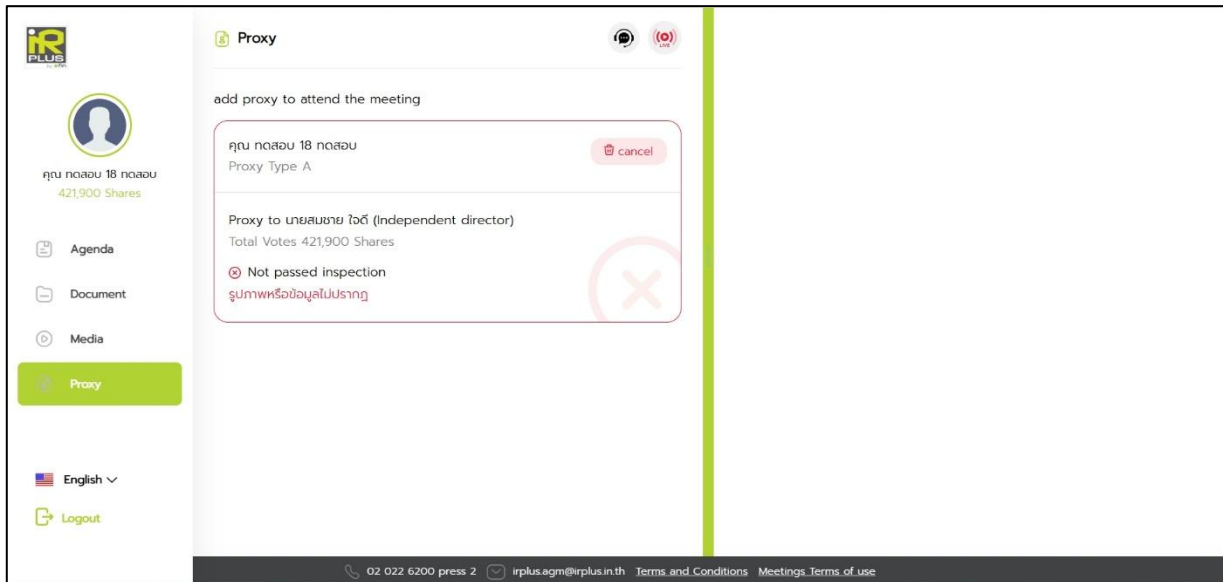 iR
PLUS
คุณ ทดสอบ 18 ทดสอบ
421,900 Shares
Agenda
Document
Media
Proxy
English
Logout
Proxy
LIVE
add proxy to attend the meeting
คุณ ทดสอบ 18 ทดสอบ
Proxy Type A
cancel
Proxy to นายสมชาย ใจดี (Independent director)
Total Votes 421,900 Shares
Not passed inspection
รูปภาพหรือข้อมูลไม่ปรากฏ
02 022 6200 press 2 irplus.agm@irplus.in.th Terms and Conditions Meetings Terms of use